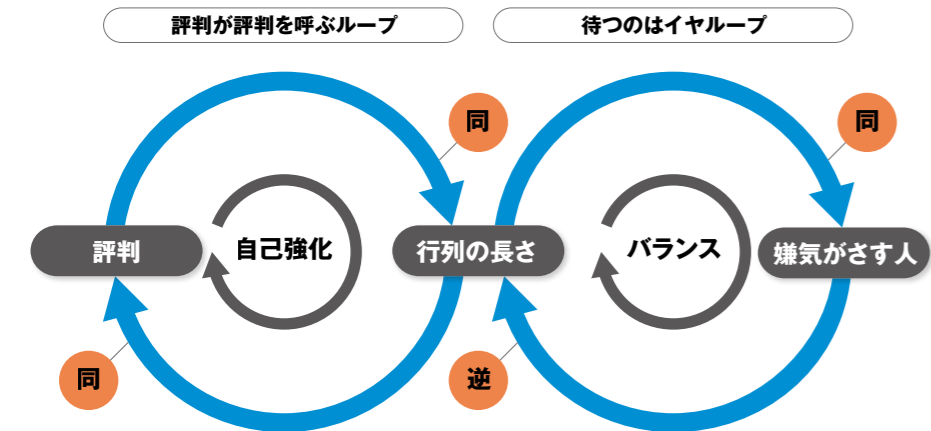 評判が評判を呼ぶループ
待つのはイヤループ
同
同
評判
自己強化
行列の長さ
バランス
嫌気がさす人
同
逆